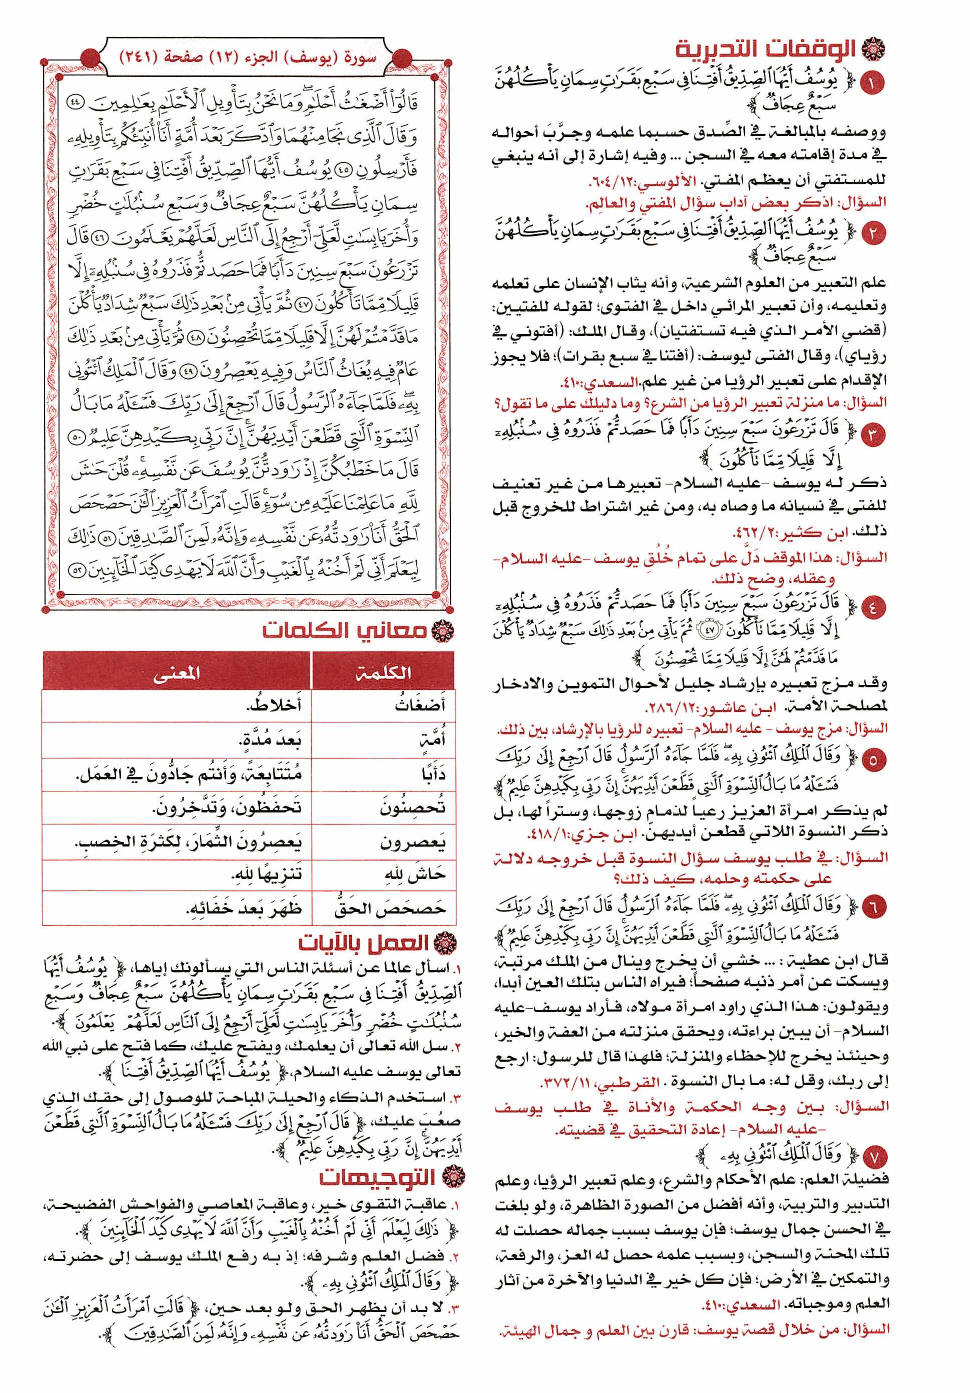 الوقفات التدبرية
١ ﴿ يُوسُفُ أَيُّهَا ٱلصِّدِّيقُ أَفْتِنَا فِى سَبْعِ بَقَرَٰتٍ سِمَانٍ يَأْكُلُهُنَّ
سَبْعٌ عِجَافٌ ﴾
ووصفه بالمبالغة في الصِّدق حسبما علمه وجرَّبَ أحواله
في مدة إقامته معه في السجن ... وفيه إشارة إلى أنه ينبغي
للمستفتي أن يعظم المفتي. الألوسي:٦٠٤/١٢.
السؤال: اذكر بعض آداب سؤال المفتي والعالِم.
٢ ﴿ يُوسُفُ أَيُّهَا ٱلصِّدِّيقُ أَفْتِنَا فِى سَبْعِ بَقَرَٰتٍ سِمَانٍ يَأْكُلُهُنَّ
سَبْعٌ عِجَافٌ ﴾
علم التعبير من العلوم الشرعية، وأنه يثاب الإنسان على تعلمه
وتعليمه، وأن تعبير المرائي داخل في الفتوى؛ لقوله للفتيين:
(قضي الأمر الذي فيه تستفتيان)، وقال الملك: (أفتوني في
رؤياي)، وقال الفتى ليوسف: (أفتنا في سبع بقرات)؛ فلا يجوز
الإقدام على تعبير الرؤيا من غير علم. السعدي:٤١٠.
السؤال: ما منزلة تعبير الرؤيا من الشرع؟ وما دليلك على ما تقول؟
٣ ﴿ قَالَ تَزْرَعُونَ سَبْعَ سِنِينَ دَأَبًا فَمَا حَصَدتُّمْ فَذَرُوهُ فِى سُنۢبُلِهِۦٓ
إِلَّا قَلِيلًا مِّمَّا تَأْكُلُونَ ﴾
ذكر له يوسف -عليه السلام- تعبيرها من غير تعنيف
للفتى في نسيانه ما وصاه به، ومن غير اشتراط للخروج قبل
ذلك. ابن كثير:٤٦٢/٢.
السؤال: هذا الموقف دَلَّ على تمام خُلُقِ يوسف -عليه السلام-
وعقله، وضح ذلك.
٤ ﴿ قَالَ تَزْرَعُونَ سَبْعَ سِنِينَ دَأَبًا فَمَا حَصَدتُّمْ فَذَرُوهُ فِى سُنۢبُلِهِۦٓ
إِلَّا قَلِيلًا مِّمَّا تَأْكُلُونَ ﴿٤٧﴾ ثُمَّ يَأْتِى مِنۢ بَعْدِ ذَٰلِكَ سَبْعٌ شِدَادٌ يَأْكُلْنَ
مَا قَدَّمْتُمْ لَهُنَّ إِلَّا قَلِيلًا مِّمَّا تُحْصِنُونَ ﴾
وقد مزج تعبيره بإرشاد جليل لأحوال التموين والادخار
لمصلحة الأمة. ابن عاشور:٢٨٦/١٢.
السؤال: مزج يوسف - عليه السلام- تعبيره للرؤيا بالإرشاد، بين ذلك.
٥ ﴿ وَقَالَ ٱلْمَلِكُ ٱئْتُونِى بِهِۦ ۖ فَلَمَّا جَآءَهُ ٱلرَّسُولُ قَالَ ٱرْجِعْ إِلَىٰ رَبِّكَ
فَسْـَٔلْهُ مَا بَالُ ٱلنِّسْوَةِ ٱلَّٰتِى قَطَّعْنَ أَيْدِيَهُنَّ ۚ إِنَّ رَبِّى بِكَيْدِهِنَّ عَلِيمٌ ﴾
لم يذكر امرأة العزيز رعياً لذمام زوجها، وستراً لها، بل
ذكر النسوة اللاتي قطعن أيديهن. ابن جزي:٤١٨/١.
السؤال: في طلب يوسف سؤال النسوة قبل خروجه دلالة
على حكمته وحلمه، كيف ذلك؟
٦ ﴿ وَقَالَ ٱلْمَلِكُ ٱئْتُونِى بِهِۦ ۖ فَلَمَّا جَآءَهُ ٱلرَّسُولُ قَالَ ٱرْجِعْ إِلَىٰ رَبِّكَ
فَسْـَٔلْهُ مَا بَالُ ٱلنِّسْوَةِ ٱلَّٰتِى قَطَّعْنَ أَيْدِيَهُنَّ ۚ إِنَّ رَبِّى بِكَيْدِهِنَّ عَلِيمٌ ﴾
قال ابن عطية: ... خشي أن يخرج وينال من الملك مرتبة،
ويسكت عن أمر ذنبه صفحاً؛ فيراه الناس بتلك العين أبدا،
ويقولون: هذا الذي راود امرأة مولاه، فأراد يوسف-عليه
السلام- أن يبين براءته، ويحقق منزلته من العفة والخير،
وحينئذ يخرج للإحظاء والمنزلة؛ فلهذا قال للرسول: ارجع
إلى ربك، وقل له: ما بال النسوة . القرطبي،٣٧٢/١١.
السؤال: بين وجه الحكمة والأناة في طلب يوسف
-عليه السلام- إعادة التحقيق في قضيته.
٧ ﴿ وَقَالَ ٱلْمَلِكُ ٱئْتُونِى بِهِۦ ﴾
فضيلة العلم: علم الأحكام والشرع، وعلم تعبير الرؤيا، وعلم
التدبير والتربية، وأنه أفضل من الصورة الظاهرة، ولو بلغت
في الحسن جمال يوسف؛ فإن يوسف بسبب جماله حصلت له
تلك المحنة والسجن، وبسبب علمه حصل له العز، والرفعة،
والتمكين في الأرض؛ فإن كل خير في الدنيا والآخرة من آثار
العلم وموجباته. السعدي:٤١٠.
السؤال: من خلال قصة يوسف: قارن بين العلم و جمال الهيئة.
سورة (يوسف) الجزء (١٢) صفحة (٢٤١)
قَالُوٓا۟ أَضْغَٰثُ أَحْلَٰمٍ ۖ وَمَا نَحْنُ بِتَأْوِيلِ ٱلْأَحْلَٰمِ بِعَٰلِمِينَ ٤٤
وَقَالَ ٱلَّذِى نَجَا مِنْهُمَا وَٱدَّكَرَ بَعْدَ أُمَّةٍ أَنَا۠ أُنَبِّئُكُم بِتَأْوِيلِهِۦ
فَأَرْسِلُونِ ٤٥ يُوسُفُ أَيُّهَا ٱلصِّدِّيقُ أَفْتِنَا فِى سَبْعِ بَقَرَٰتٍ
سِمَانٍ يَأْكُلُهُنَّ سَبْعٌ عِجَافٌ وَسَبْعِ سُنۢبُلَٰتٍ خُضْرٍ
وَأُخَرَ يَابِسَٰتٍ لَّعَلِّىٓ أَرْجِعُ إِلَى ٱلنَّاسِ لَعَلَّهُمْ يَعْلَمُونَ ٤٦ قَالَ
تَزْرَعُونَ سَبْعَ سِنِينَ دَأَبًا فَمَا حَصَدتُّمْ فَذَرُوهُ فِى سُنۢبُلِهِۦٓ إِلَّا
قَلِيلًا مِّمَّا تَأْكُلُونَ ٤٧ ثُمَّ يَأْتِى مِنۢ بَعْدِ ذَٰلِكَ سَبْعٌ شِدَادٌ يَأْكُلْنَ
مَا قَدَّمْتُمْ لَهُنَّ إِلَّا قَلِيلًا مِّمَّا تُحْصِنُونَ ٤٨ ثُمَّ يَأْتِى مِنۢ بَعْدِ ذَٰلِكَ
عَامٌ فِيهِ يُغَاثُ ٱلنَّاسُ وَفِيهِ يَعْصِرُونَ ٤٩ وَقَالَ ٱلْمَلِكُ ٱئْتُونِى
بِهِۦ ۖ فَلَمَّا جَآءَهُ ٱلرَّسُولُ قَالَ ٱرْجِعْ إِلَىٰ رَبِّكَ فَسْـَٔلْهُ مَا بَالُ
ٱلنِّسْوَةِ ٱلَّٰتِى قَطَّعْنَ أَيْدِيَهُنَّ ۚ إِنَّ رَبِّى بِكَيْدِهِنَّ عَلِيمٌ ٥٠
قَالَ مَا خَطْبُكُنَّ إِذْ رَٰوَدتُّنَّ يُوسُفَ عَن نَّفْسِهِۦ ۚ قُلْنَ حَٰشَ
لِلَّهِ مَا عَلِمْنَا عَلَيْهِ مِن سُوٓءٍ ۚ قَالَتِ ٱمْرَأَتُ ٱلْعَزِيزِ ٱلْـَٰٔنَ حَصْحَصَ
ٱلْحَقُّ أَنَا۠ رَٰوَدتُّهُۥ عَن نَّفْسِهِۦ وَإِنَّهُۥ لَمِنَ ٱلصَّٰدِقِينَ ٥١ ذَٰلِكَ
لِيَعْلَمَ أَنِّى لَمْ أَخُنْهُ بِٱلْغَيْبِ وَأَنَّ ٱللَّهَ لَا يَهْدِى كَيْدَ ٱلْخَآئِنِينَ ٥٢
معاني الكلمات
الكلمة المعنى
أَضغَاثُ أَخلاطُ.
أُمَّةٍ بَعدَ مُدَّةٍ.
دَأَبًا مُتَتَابِعَةً، وَأَنتُم جَادُّونَ في العَمَل.
تُحصِنُونَ تَحفَظُونَ، وَتَدَّخِرُونَ.
يَعصرون يَعصِرُونَ الثِّمَارَ، لِكَثرَةِ الخِصبِ.
حَاشَ لِلهِ تَنزِيهًا لله.
حَصحَصَ الحَقُّ ظَهَرَ بَعدَ خَفَائِهِ.
العمل بالآيات
١. اسأل عالما عن أسئلة الناس التي يسألونك إياها، ﴿ يُوسُفُ أَيُّهَا
ٱلصِّدِّيقُ أَفْتِنَا فِى سَبْعِ بَقَرَٰتٍ سِمَانٍ يَأْكُلُهُنَّ سَبْعٌ عِجَافٌ وَسَبْعِ
سُنۢبُلَٰتٍ خُضْرٍ وَأُخَرَ يَابِسَٰتٍ لَّعَلِّىٓ أَرْجِعُ إِلَى ٱلنَّاسِ لَعَلَّهُمْ يَعْلَمُونَ ﴾.
٢. سل الله تعالى أن يعلمك، ويفتح عليك، كما فتح على نبي الله
تعالى يوسف عليه السلام، ﴿ يُوسُفُ أَيُّهَا ٱلصِّدِّيقُ أَفْتِنَا ﴾.
٣. استخدم الذكاء والحيلة المباحة للوصول إلى حقك الذي
صعُب عليك، ﴿ قَالَ ٱرْجِعْ إِلَىٰ رَبِّكَ فَسْـَٔلْهُ مَا بَالُ ٱلنِّسْوَةِ ٱلَّٰتِى قَطَّعْنَ
أَيْدِيَهُنَّ ۚ إِنَّ رَبِّى بِكَيْدِهِنَّ عَلِيمٌ ﴾.
التوجيهات
١. عاقبة التقوى خير، وعاقبة المعاصي والفواحش الفضيحة،
﴿ ذَٰلِكَ لِيَعْلَمَ أَنِّى لَمْ أَخُنْهُ بِٱلْغَيْبِ وَأَنَّ ٱللَّهَ لَا يَهْدِى كَيْدَ ٱلْخَآئِنِينَ ﴾.
٢. فضل العلم وشرفه؛ إذ به رفع الملك يوسف إلى حضرته،
﴿ وَقَالَ ٱلْمَلِكُ ٱئْتُونِى بِهِۦ ﴾.
٣. لا بد أن يظهر الحق ولو بعد حين، ﴿ قَالَتِ ٱمْرَأَتُ ٱلْعَزِيزِ ٱلْـَٰٔنَ
حَصْحَصَ ٱلْحَقُّ أَنَا۠ رَٰوَدتُّهُۥ عَن نَّفْسِهِۦ وَإِنَّهُۥ لَمِنَ ٱلصَّٰدِقِينَ ﴾.